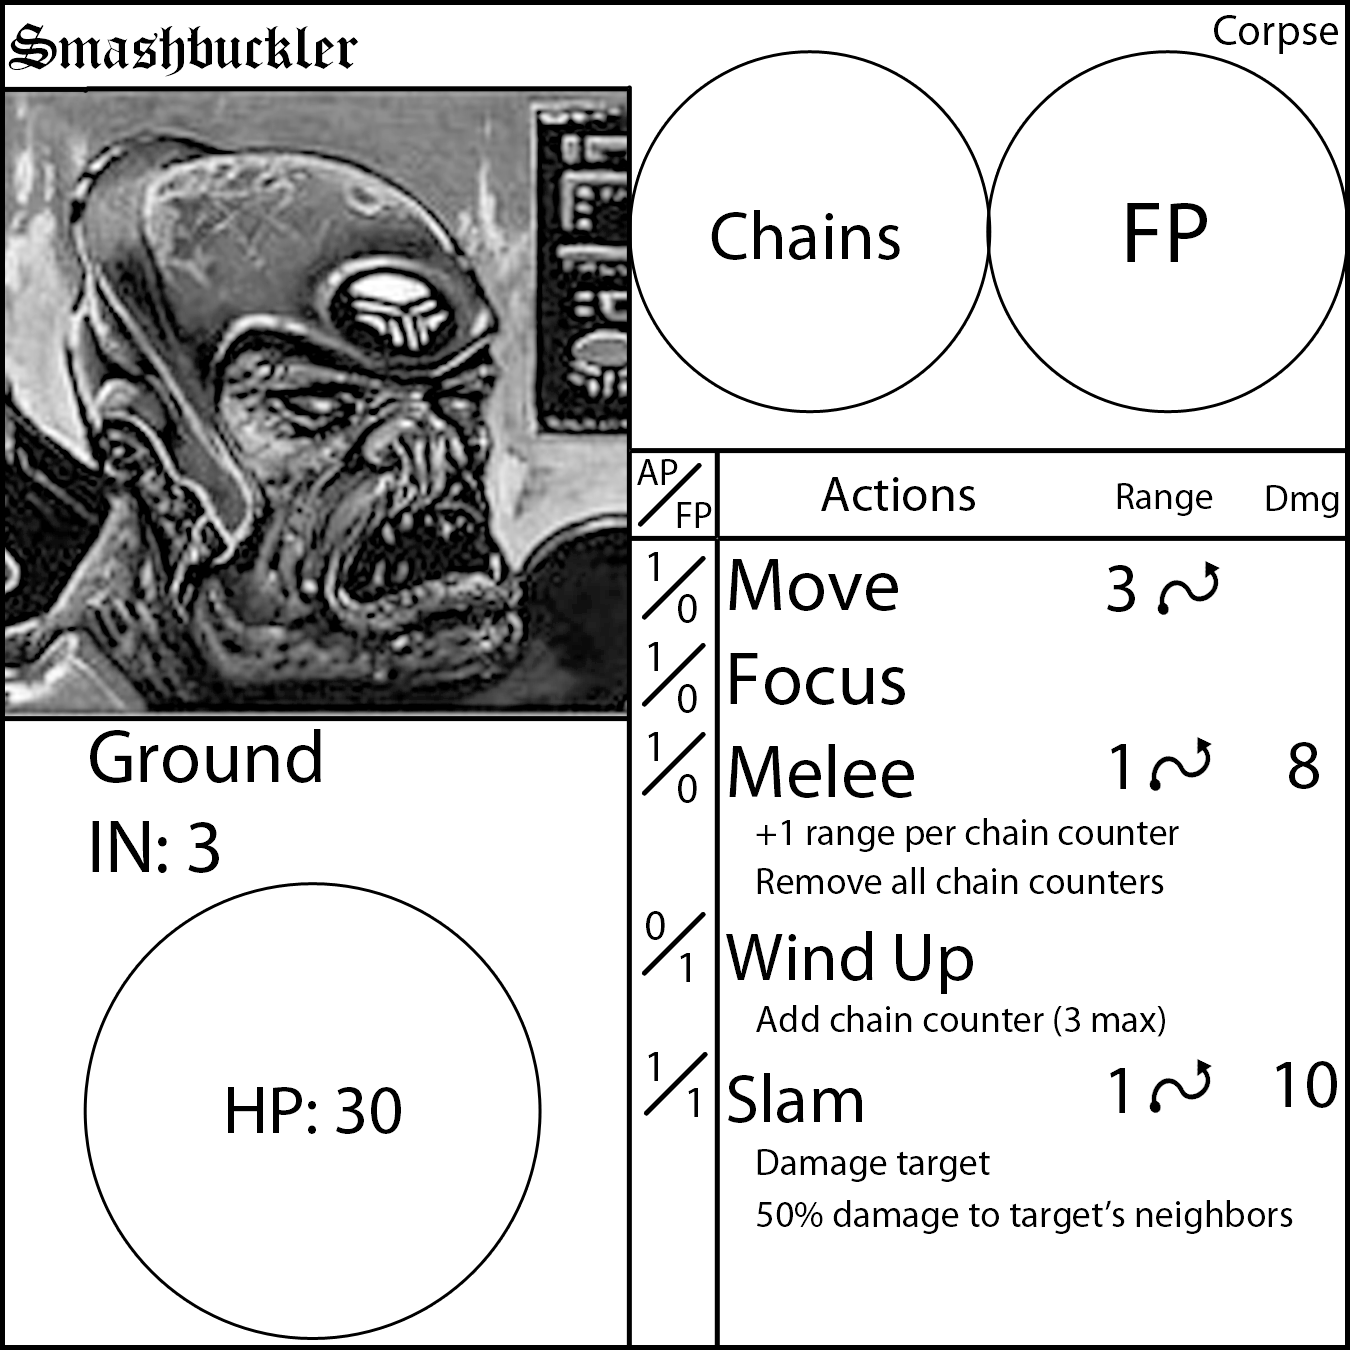 Smashbuckler
Corpse
Chains
FP
AP/FP Actions Range Dmg
1/0 Move 3
1/0 Focus
1/0 Melee 1 8
+1 range per chain counter
Remove all chain counters
0/1 Wind Up
Add chain counter (3 max)
1/1 Slam 1 10
Damage target
50% damage to target's neighbors
Ground
IN: 3
HP: 30